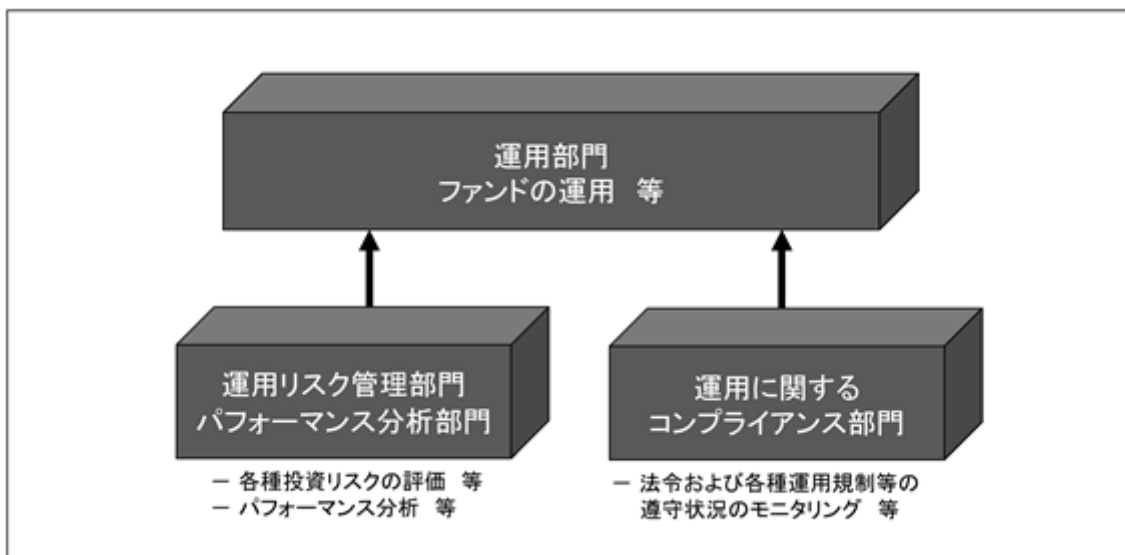 運用部門
ファンドの運用 等
運用リスク管理部門
パフォーマンス分析部門
－ 各種投資リスクの評価 等
－ パフォーマンス分析 等
運用に関する
コンプライアンス部門
－ 法令および各種運用規制等の
遵守状況のモニタリング 等